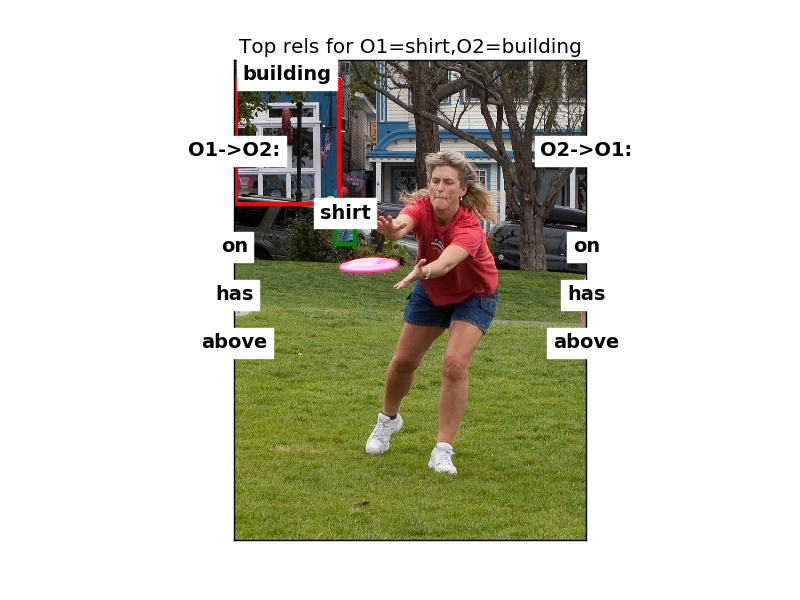 Top rels for O1=shirt,O2=building
building
O1->O2:
O2->O1:
shirt
on
on
has
has
above
above